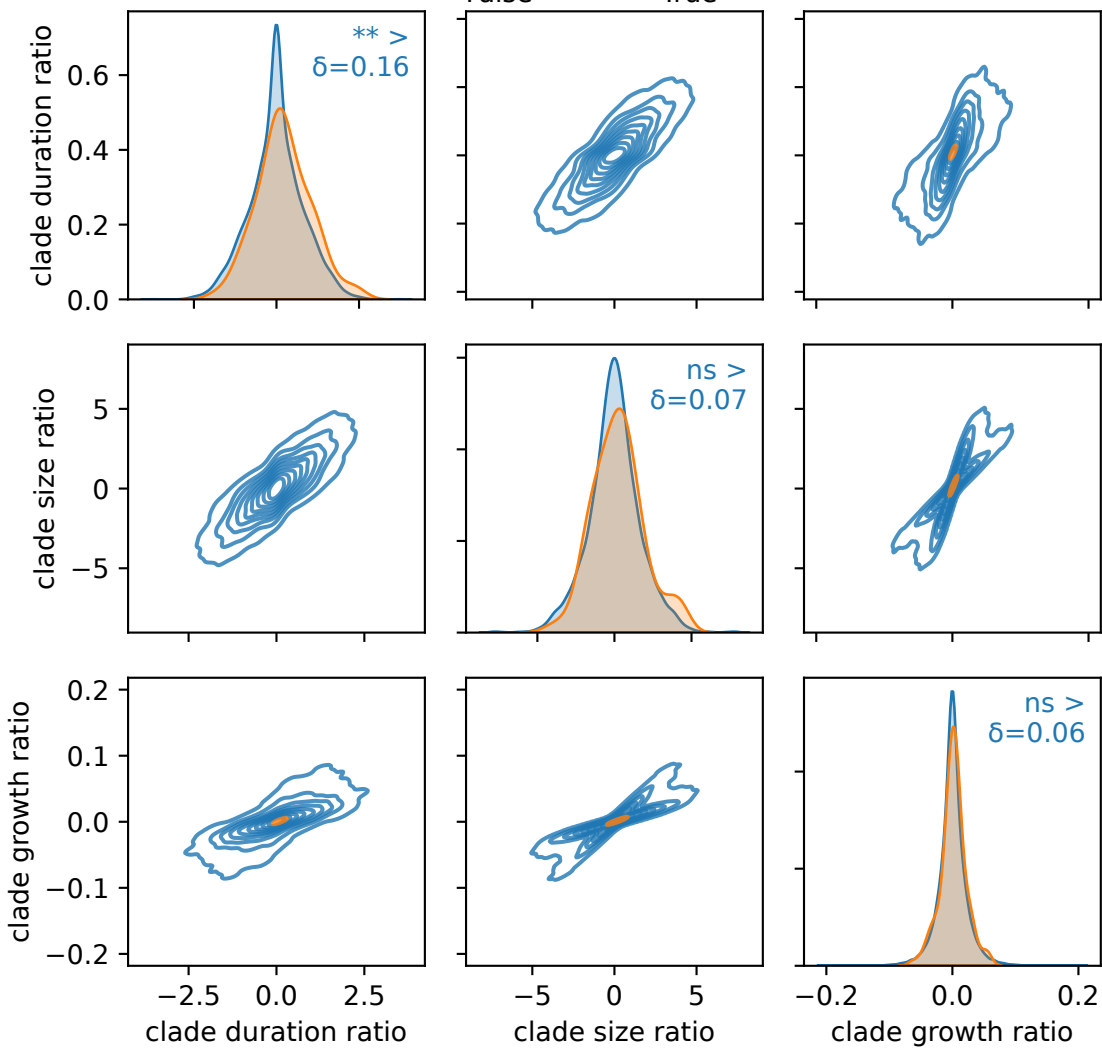 clade duration ratio
0.6
0.4
0.2
0.0
** >
δ=0.16
clade size ratio
5
0
−5
ns >
δ=0.07
clade growth ratio
0.2
0.1
0.0
−0.1
−0.2
ns >
δ=0.06
−2.5 0.0 2.5
−5 0 5
−0.2 0.0 0.2
clade duration ratio
clade size ratio
clade growth ratio